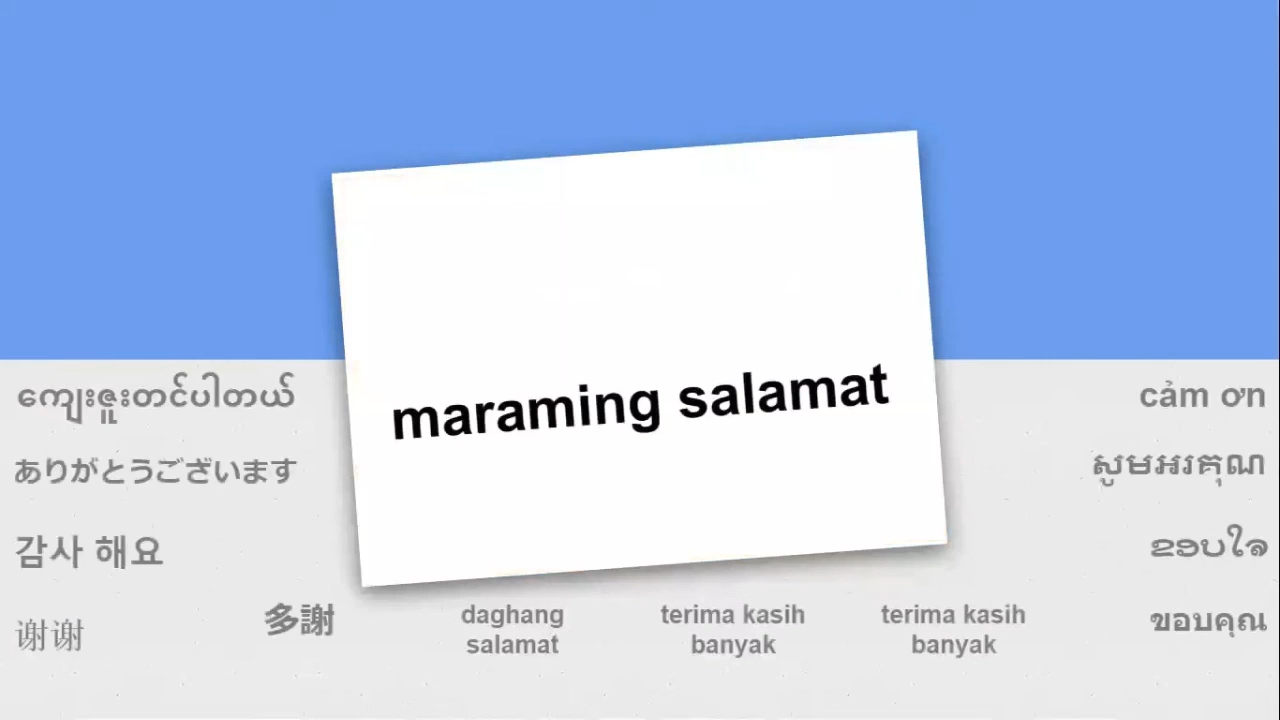 maraming salamat
ကျေးဇူးတင်ပါတယ်
ありがとうございます
감사 해요
谢谢
多謝
daghang
salamat
terima kasih
banyak
terima kasih
banyak
cảm ơn
សូមអរគុណ
ຂອບໃຈ
ขอบคุณ